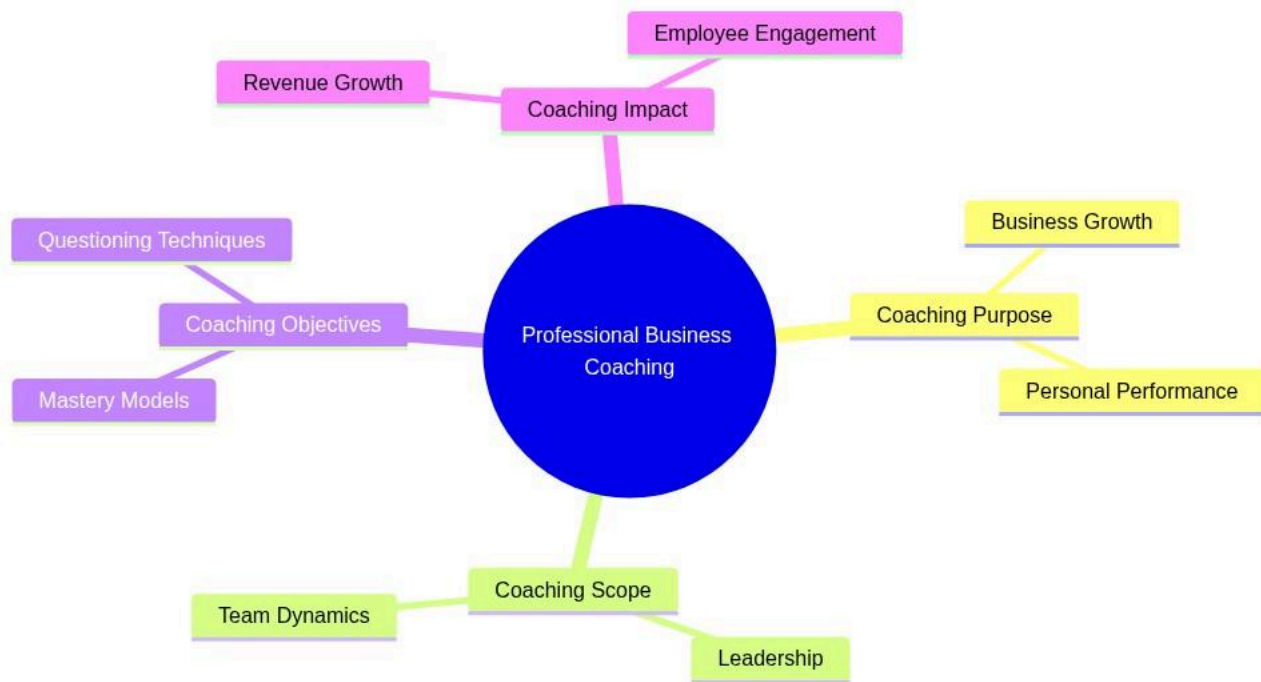 Employee Engagement
Revenue Growth
Coaching Impact
Questioning Techniques
Business Growth
Coaching Objectives
Coaching Purpose
Professional Business
Coaching
Mastery Models
Personal Performance
Coaching Scope
Team Dynamics
Leadership